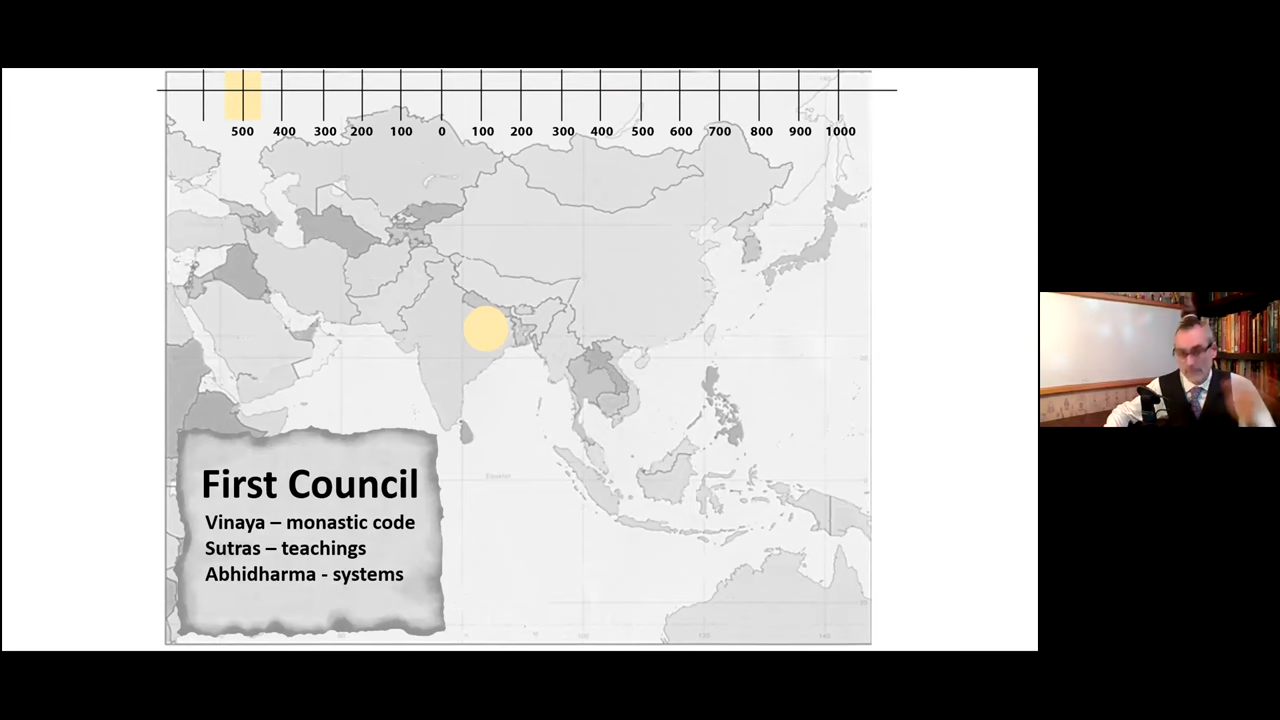 500 400 300 200 100 0 100 200 300 400 500 600 700 800 900 1000
Equator
First Council
Vinaya – monastic code
Sutras – teachings
Abhidharma - systems